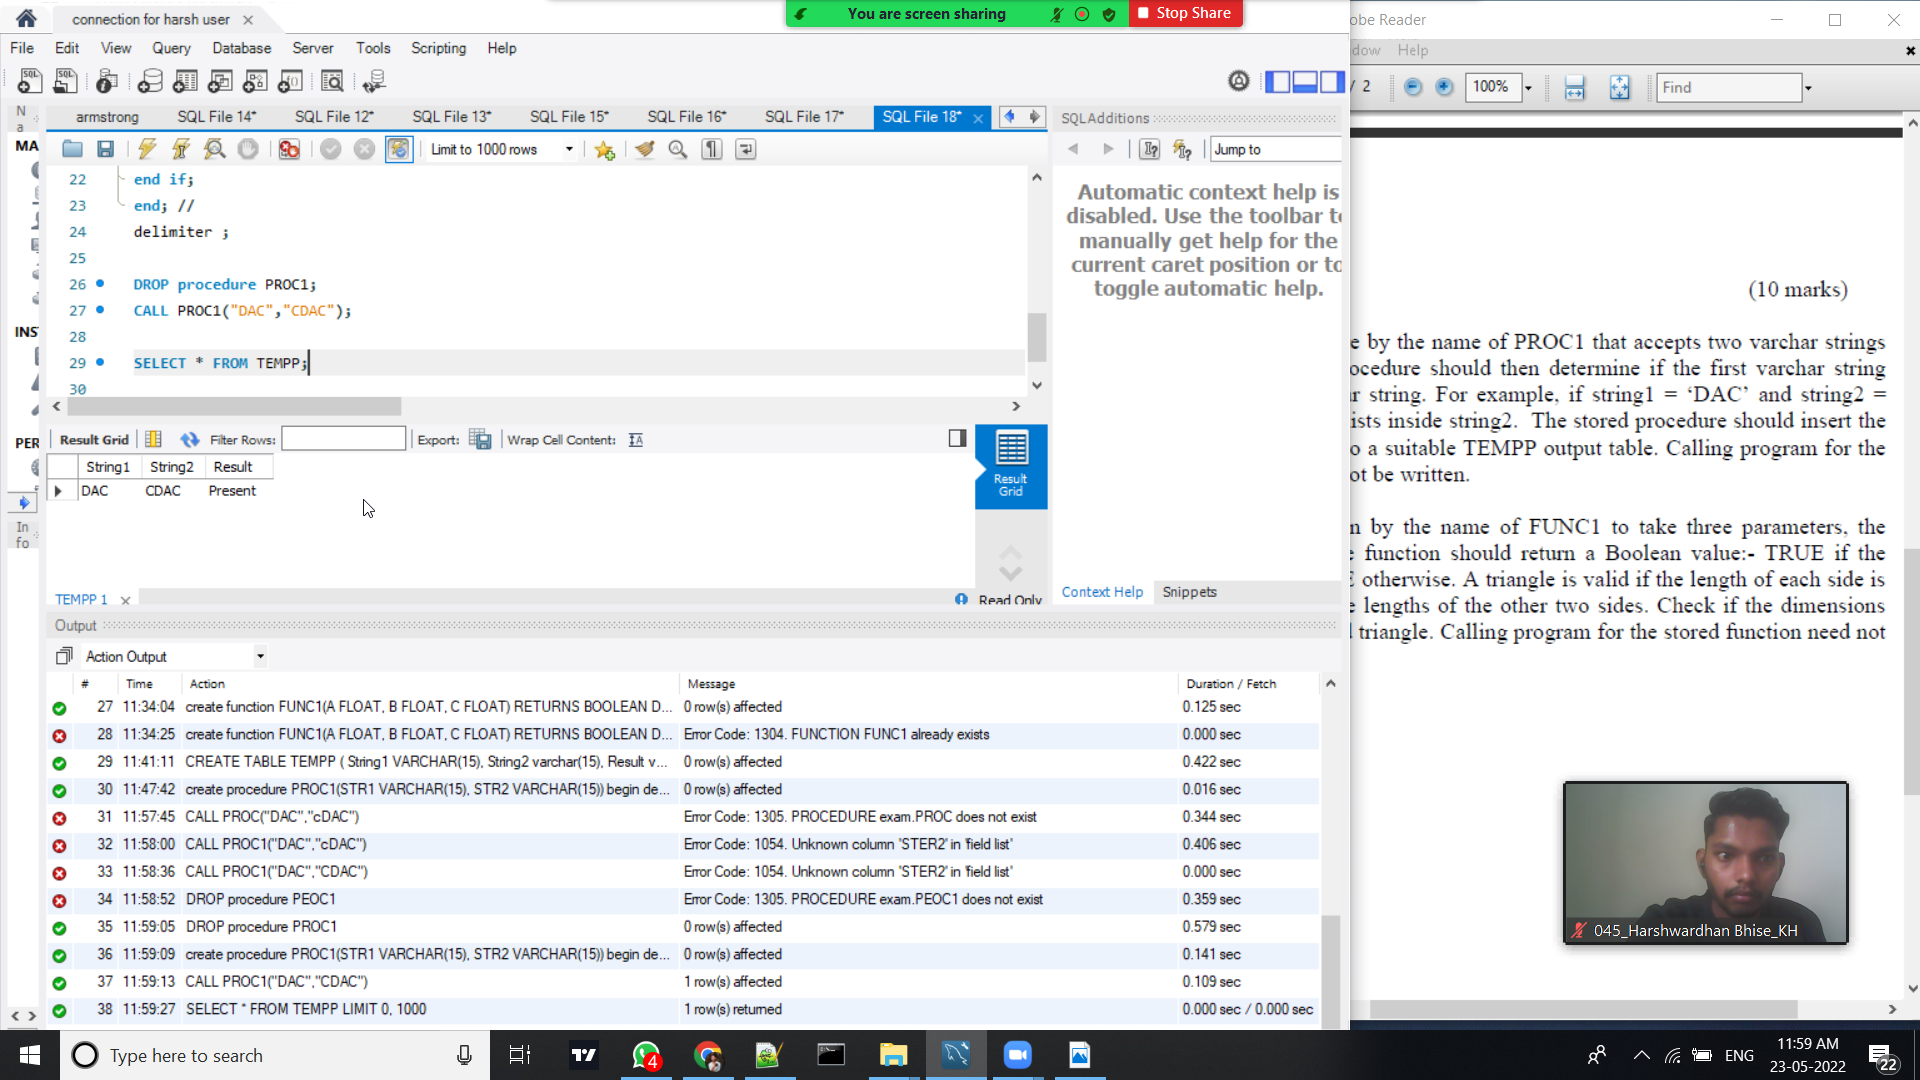 connection for harsh user
You are screen sharing
Stop Share
obe Reader
File Edit View Query Database Server Tools Scripting Help
dow Help
/ 2
100%
Find
N
a
armstrong
SQL File 14*
SQL File 12*
SQL File 13*
SQL File 15*
SQL File 16*
SQL File 17*
SQL File 18*
SQLAdditions
MA
Limit to 1000 rows
Jump to
22 end if;
23 end; //
24 delimiter ;
25
26 DROP procedure PROC1;
27 CALL PROC1("DAC","CDAC");
28
29 SELECT * FROM TEMPP;
30
Automatic context help is
disabled. Use the toolbar to
manually get help for the
current caret position or to
toggle automatic help.
INS
PER
In
fo
Result Grid
Filter Rows:
Export:
Wrap Cell Content:
String1 String2 Result
DAC CDAC Present
Result
Grid
TEMPP 1
Read Only
Context Help
Snippets
(10 marks)
e by the name of PROC1 that accepts two varchar strings
ocedure should then determine if the first varchar string
r string. For example, if string1 = ‘DAC’ and string2 =
ists inside string2. The stored procedure should insert the
o a suitable TEMPP output table. Calling program for the
ot be written.
n by the name of FUNC1 to take three parameters, the
e function should return a Boolean value:- TRUE if the
E otherwise. A triangle is valid if the length of each side is
e lengths of the other two sides. Check if the dimensions
l triangle. Calling program for the stored function need not
Output
Action Output
# Time Action Message Duration / Fetch
27 11:34:04 create function FUNC1(A FLOAT, B FLOAT, C FLOAT) RETURNS BOOLEAN D... 0 row(s) affected 0.125 sec
28 11:34:25 create function FUNC1(A FLOAT, B FLOAT, C FLOAT) RETURNS BOOLEAN D... Error Code: 1304. FUNCTION FUNC1 already exists 0.000 sec
29 11:41:11 CREATE TABLE TEMPP ( String1 VARCHAR(15), String2 varchar(15), Result v... 0 row(s) affected 0.422 sec
30 11:47:42 create procedure PROC1(STR1 VARCHAR(15), STR2 VARCHAR(15)) begin de... 0 row(s) affected 0.016 sec
31 11:57:45 CALL PROC("DAC","cDAC") Error Code: 1305. PROCEDURE exam.PROC does not exist 0.344 sec
32 11:58:00 CALL PROC1("DAC","cDAC") Error Code: 1054. Unknown column 'STER2' in 'field list' 0.406 sec
33 11:58:36 CALL PROC1("DAC","CDAC") Error Code: 1054. Unknown column 'STER2' in 'field list' 0.000 sec
34 11:58:52 DROP procedure PEOC1 Error Code: 1305. PROCEDURE exam.PEOC1 does not exist 0.359 sec
35 11:59:05 DROP procedure PROC1 0 row(s) affected 0.579 sec
36 11:59:09 create procedure PROC1(STR1 VARCHAR(15), STR2 VARCHAR(15)) begin de... 0 row(s) affected 0.141 sec
37 11:59:13 CALL PROC1("DAC","CDAC") 1 row(s) affected 0.109 sec
38 11:59:27 SELECT * FROM TEMPP LIMIT 0, 1000 1 row(s) returned 0.000 sec / 0.000 sec
045_Harshwardhan Bhise_KH
Type here to search
4
ENG
11:59 AM
23-05-2022
22